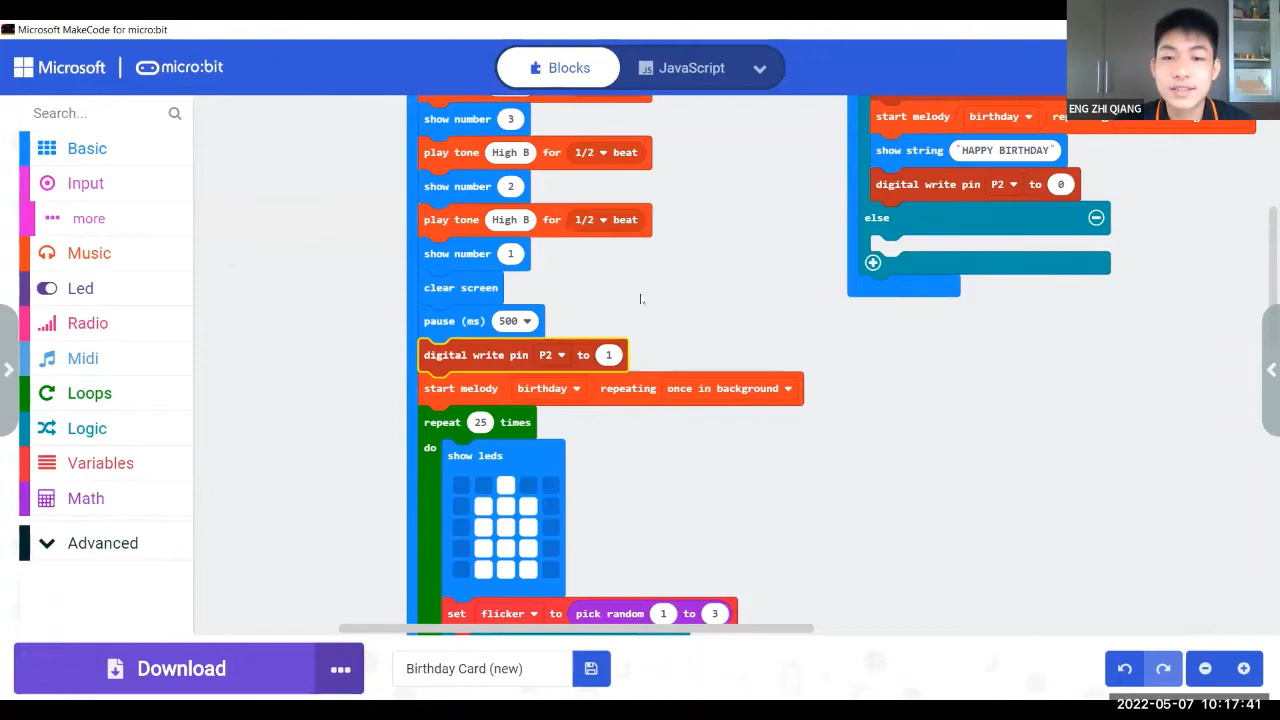 Microsoft MakeCode for micro:bit
Microsoft
micro:bit
Blocks
JavaScript
ENG ZHI QIANG
Search...
Basic
Input
more
Music
Led
Radio
Midi
Loops
Logic
Variables
Math
Advanced
show number 3
play tone High B for 1/2 beat
show number 2
play tone High B for 1/2 beat
show number 1
clear screen
pause (ms) 500
digital write pin P2 to 1
start melody birthday repeating once in background
repeat 25 times
do
show leds
set flicker to pick random 1 to 3
start melody birthday
show string "HAPPY BIRTHDAY"
digital write pin P2 to 0
else
Download
Birthday Card (new)
2022-05-07 10:17:41